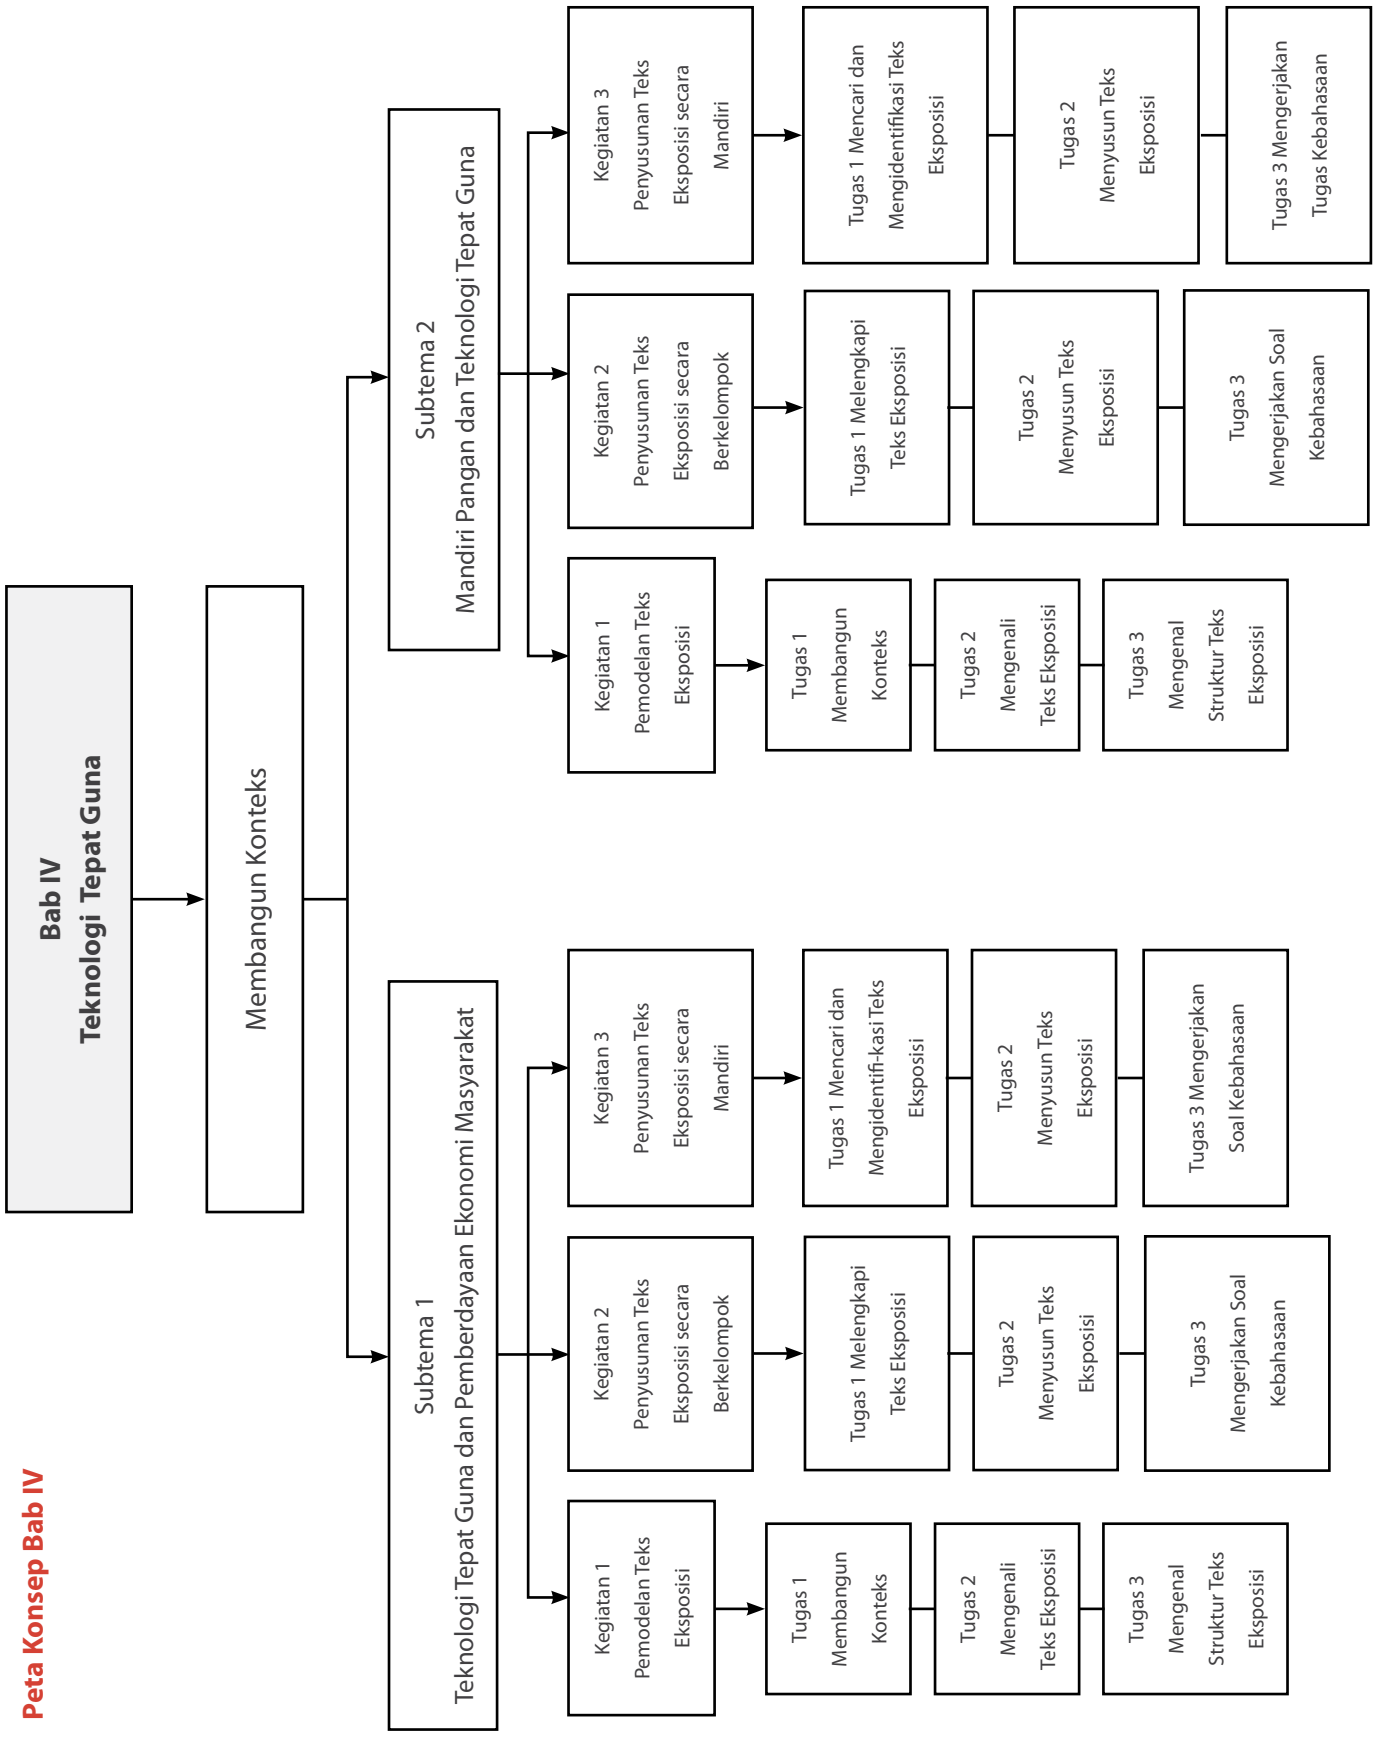 Peta Konsep Bab IV
Bab IV
Teknologi Tepat Guna
Membangun Konteks
Subtema 1
Teknologi Tepat Guna dan Pemberdayaan Ekonomi Masyarakat
Kegiatan 1
Pemodelan Teks
Eksposisi
Tugas 1
Membangun
Konteks
Tugas 2
Mengenali
Teks Eksposisi
Tugas 3
Mengenal
Struktur Teks
Eksposisi
Kegiatan 2
Penyusunan Teks
Eksposisi secara
Berkelompok
Tugas 1 Melengkapi
Teks Eksposisi
Tugas 2
Menyusun Teks
Eksposisi
Tugas 3
Mengerjakan Soal
Kebahasaan
Kegiatan 3
Penyusunan Teks
Eksposisi secara
Mandiri
Tugas 1 Mencari dan
Mengidentifi-kasi Teks
Eksposisi
Tugas 2
Menyusun Teks
Eksposisi
Tugas 3 Mengerjakan
Soal Kebahasaan
Subtema 2
Mandiri Pangan dan Teknologi Tepat Guna
Kegiatan 1
Pemodelan Teks
Eksposisi
Tugas 1
Membangun
Konteks
Tugas 2
Mengenali
Teks Eksposisi
Tugas 3
Mengenal
Struktur Teks
Eksposisi
Kegiatan 2
Penyusunan Teks
Eksposisi secara
Berkelompok
Tugas 1 Melengkapi
Teks Eksposisi
Tugas 2
Menyusun Teks
Eksposisi
Tugas 3
Mengerjakan Soal
Kebahasaan
Kegiatan 3
Penyusunan Teks
Eksposisi secara
Mandiri
Tugas 1 Mencari dan
Mengidentifikasi Teks
Eksposisi
Tugas 2
Menyusun Teks
Eksposisi
Tugas 3 Mengerjakan
Tugas Kebahasaan